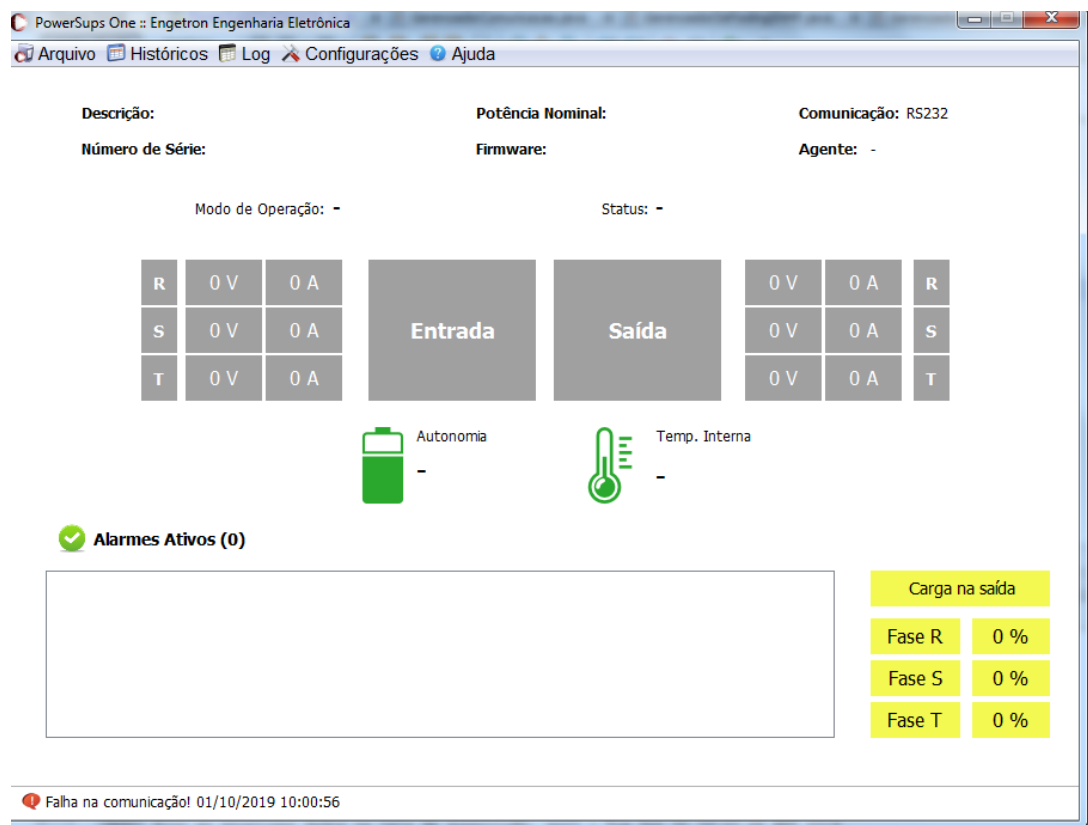 PowerSups One :: Engetron Engenharia Eletrônica
Arquivo Históricos Log Configurações Ajuda
Descrição: Potência Nominal: Comunicação: RS232
Número de Série: Firmware: Agente: -
Modo de Operação: - Status: -
R 0 V 0 A Entrada Saída 0 V 0 A R
S 0 V 0 A 0 V 0 A S
T 0 V 0 A 0 V 0 A T
Autonomia Temp. Interna
- -
Alarmes Ativos (0)
Carga na saída
Fase R 0 %
Fase S 0 %
Fase T 0 %
Falha na comunicação! 01/10/2019 10:00:56